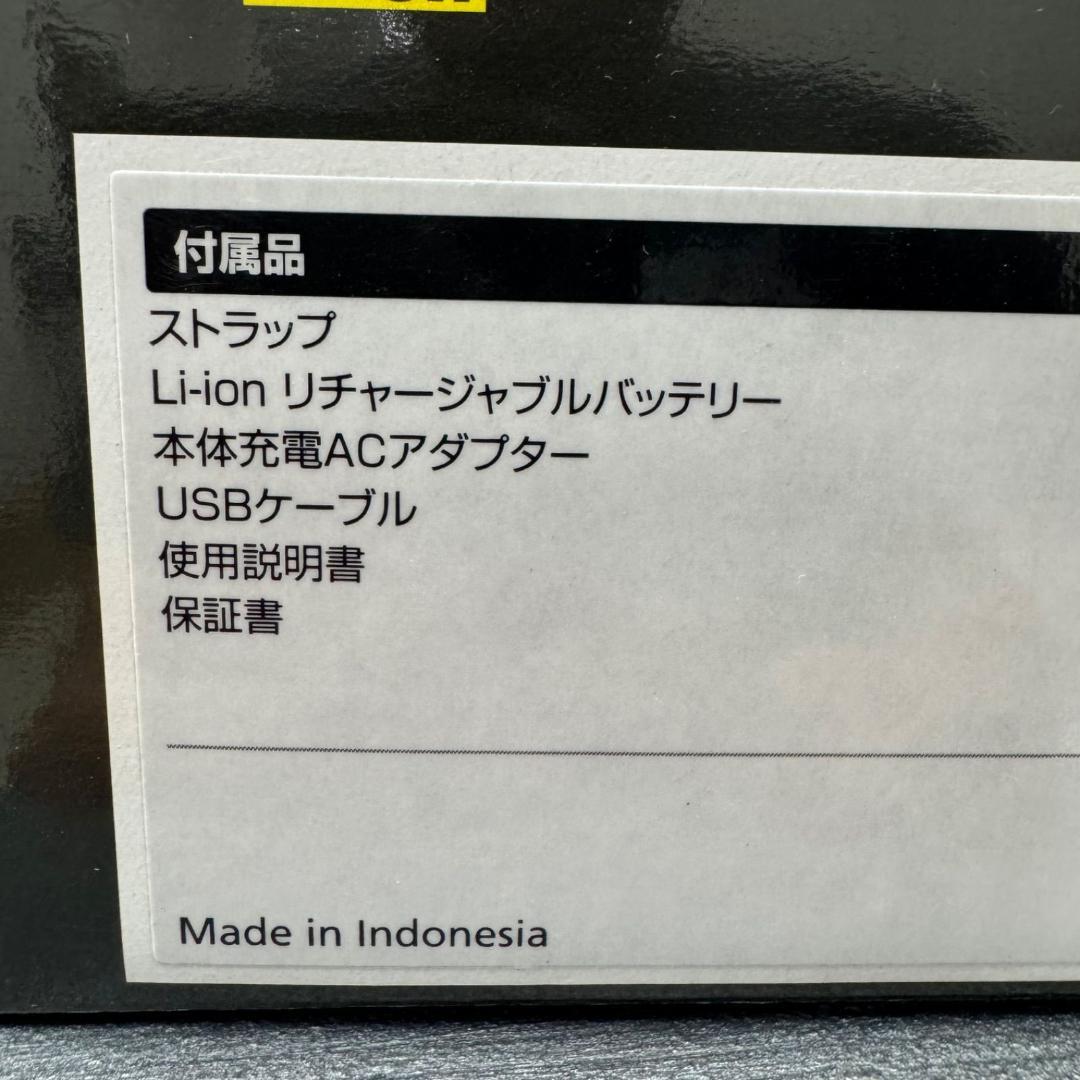 付属品
ストラップ
Li-ion リチャージャブルバッテリー
本体充電ACアダプター
USBケーブル
使用説明書
保証書
Made in Indonesia